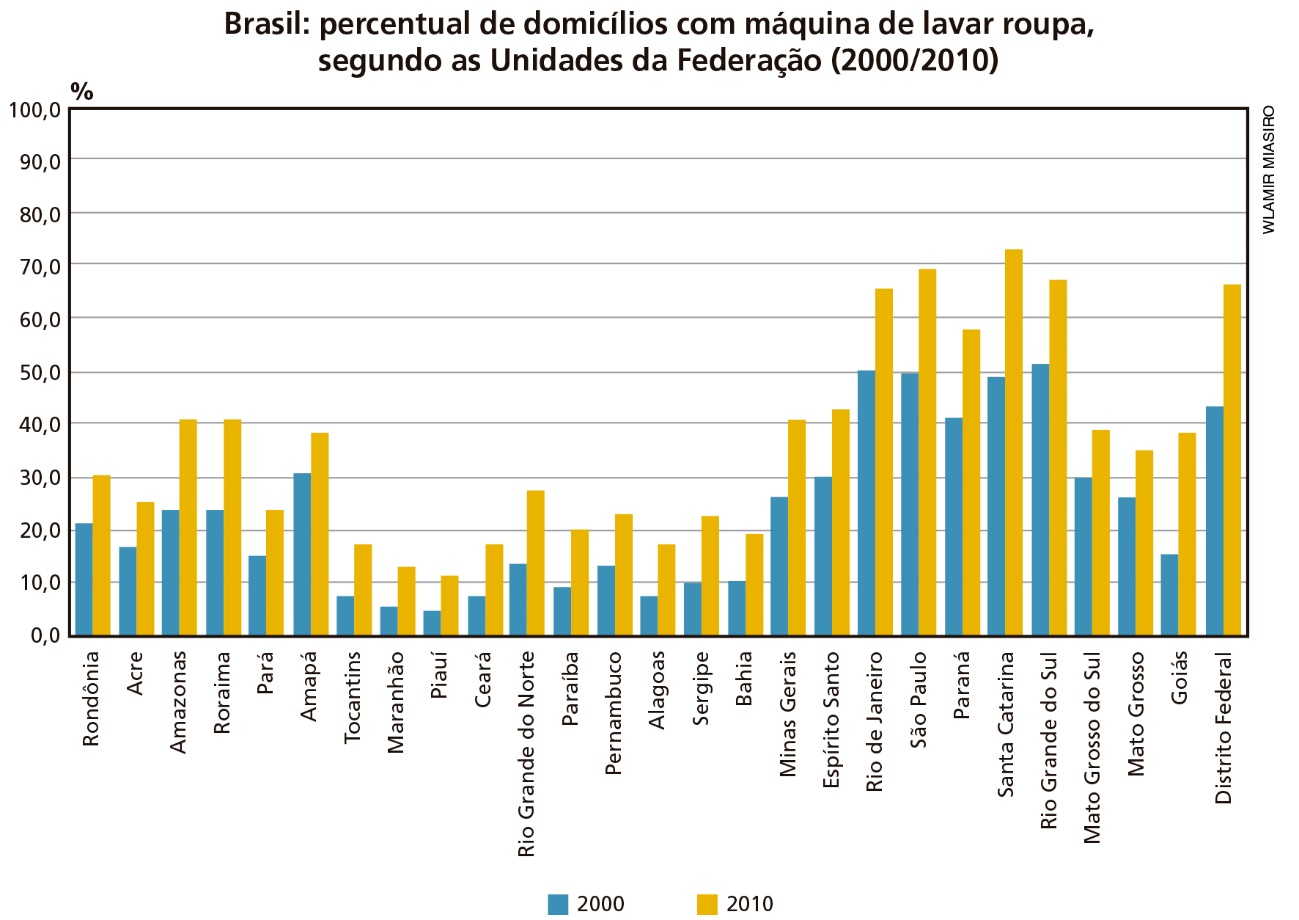 Brasil: percentual de domicílios com máquina de lavar roupa,
segundo as Unidades da Federação (2000/2010)
%
100,0
90,0
80,0
70,0
60,0
50,0
40,0
30,0
20,0
10,0
0,0
WLAMIR MIASIRO
Rondônia
Acre
Amazonas
Roraima
Pará
Amapá
Tocantins
Maranhão
Piauí
Ceará
Rio Grande do Norte
Paraíba
Pernambuco
Alagoas
Sergipe
Bahia
Minas Gerais
Espírito Santo
Rio de Janeiro
São Paulo
Paraná
Santa Catarina
Rio Grande do Sul
Mato Grosso do Sul
Mato Grosso
Goiás
Distrito Federal
2000
2010